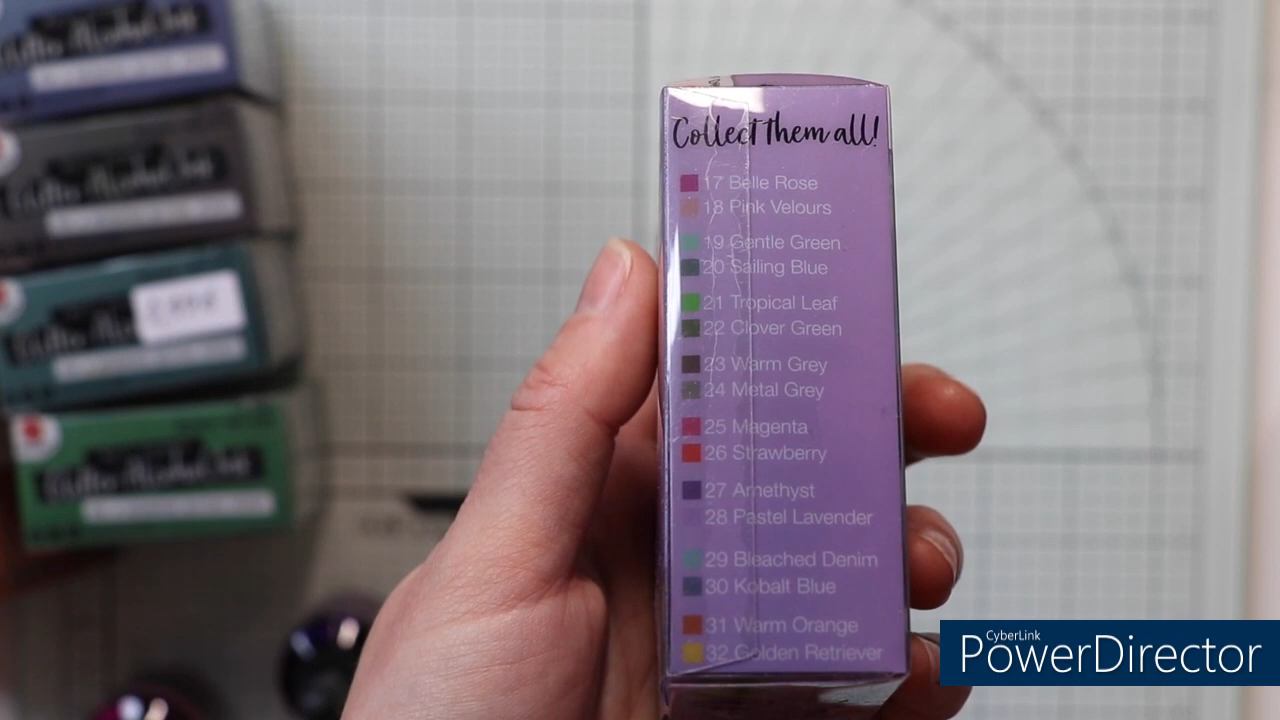 Collect them all!
17 Belle Rose
18 Pink Velours
19 Gentle Green
20 Sailing Blue
21 Tropical Leaf
22 Clover Green
23 Warm Grey
24 Metal Grey
25 Magenta
26 Strawberry
27 Amethyst
28 Pastel Lavender
29 Bleached Denim
30 Kobalt Blue
31 Warm Orange
32 Golden Retriever
CyberLink
PowerDirector